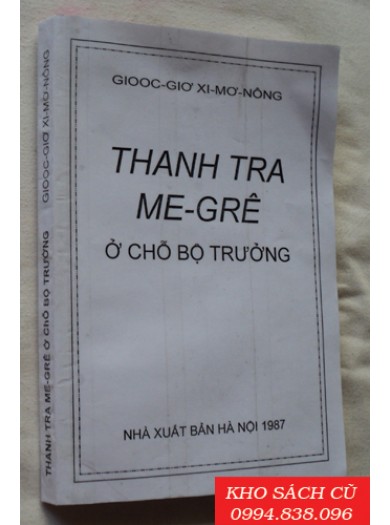 GIOOC-GIƠ XI-MƠ-NÔNG
THANH TRA
ME-GRÊ
Ở CHỖ BỘ TRƯỞNG
NHÀ XUẤT BẢN HÀ NỘI 1987
THANH TRA ME-GRÊ Ở CHỖ BỘ TRƯỞNG GIOOC-GIƠ XI-MƠ-NÔNG
KHO SÁCH CŨ
0994.838.096